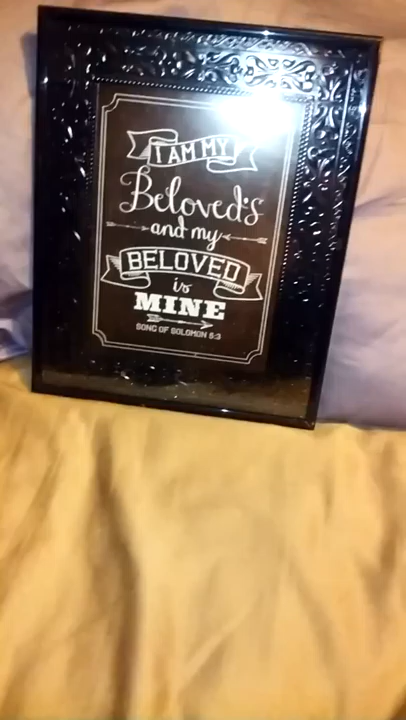 I AM MY
Beloved's
and my
BELOVED
is
MINE
SONG OF SOLOMON 6:3